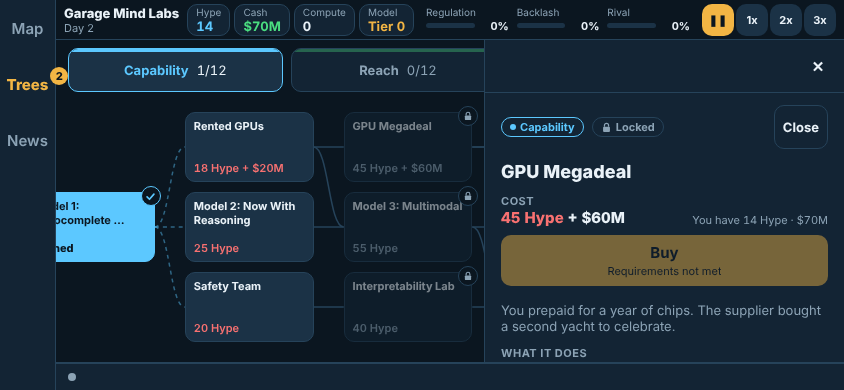 Map
Trees
2
News
Garage Mind Labs
Day 2
Hype
14
Cash
$70M
Compute
0
Model
Tier 0
Regulation
0%
Backlash
0%
Rival
0%
1x
2x
3x
Capability 1/12
Reach 0/12
del 1:
ocomplete ...
ned
Rented GPUs
18 Hype + $20M
Model 2: Now With
Reasoning
25 Hype
Safety Team
20 Hype
GPU Megadeal
45 Hype + $60M
Model 3: Multimodal
55 Hype
Interpretability Lab
40 Hype
×
Capability
Locked
Close
GPU Megadeal
COST
45 Hype + $60M
You have 14 Hype · $70M
Buy
Requirements not met
You prepaid for a year of chips. The supplier bought
a second yacht to celebrate.
WHAT IT DOES